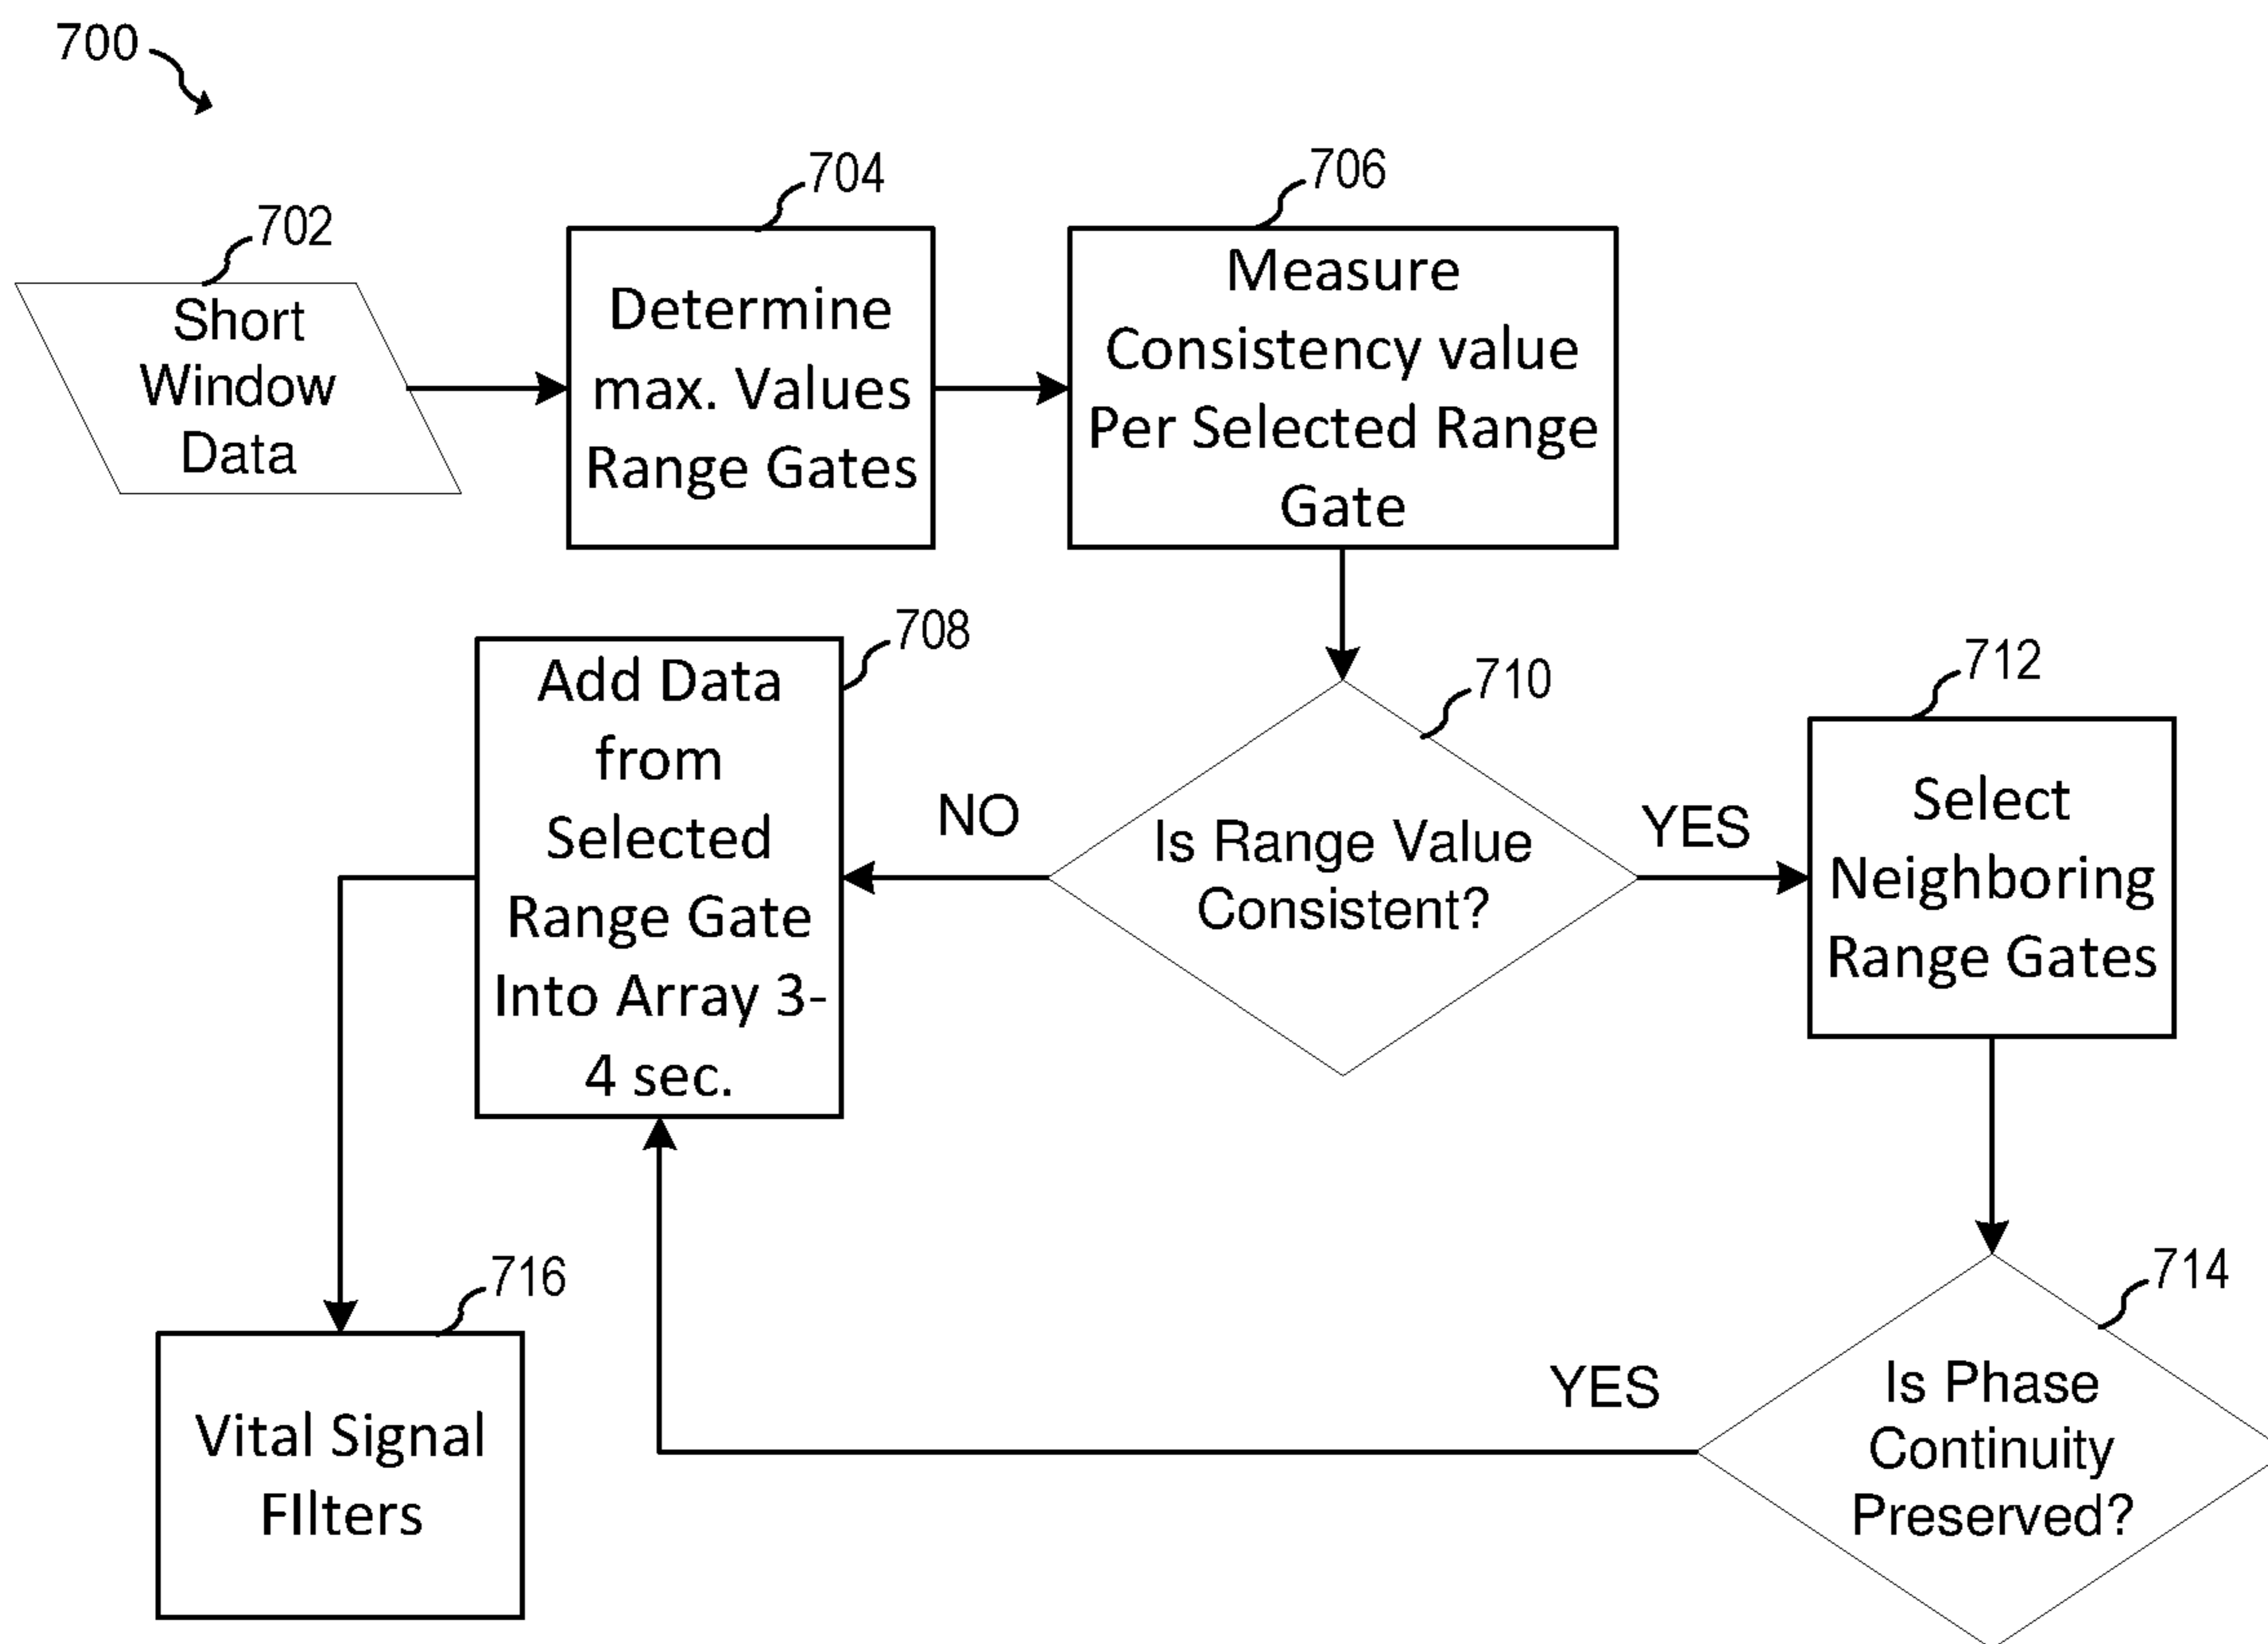 700
702
Short
Window
Data
704
Determine
max. Values
Range Gates
706
Measure
Consistency value
Per Selected Range
Gate
708
Add Data
from
Selected
Range Gate
Into Array 3-
4 sec.
NO
710
Is Range Value
Consistent?
YES
712
Select
Neighboring
Range Gates
714
Is Phase
Continuity
Preserved?
YES
716
Vital Signal
FIlters